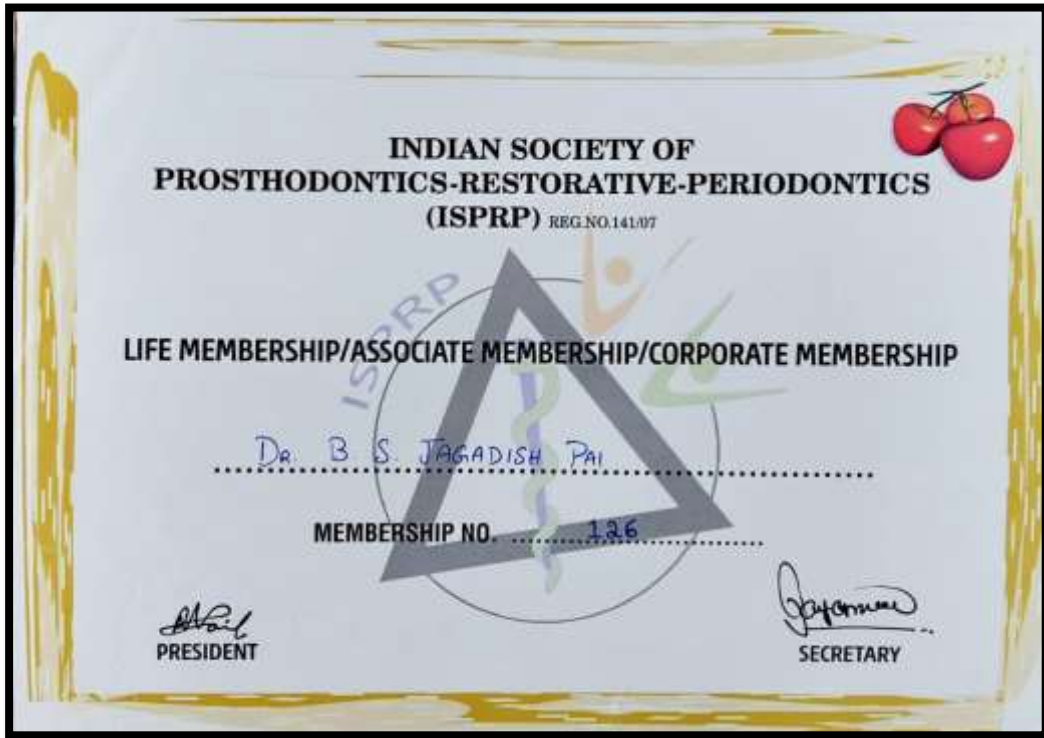 INDIAN SOCIETY OF
PROSTHODONTICS-RESTORATIVE-PERIODONTICS
(ISPRP) REG.NO.141/07
ISPRP
LIFE MEMBERSHIP/ASSOCIATE MEMBERSHIP/CORPORATE MEMBERSHIP
DR. B S. JAGADISH PAI
MEMBERSHIP NO. 126
PRESIDENT
SECRETARY